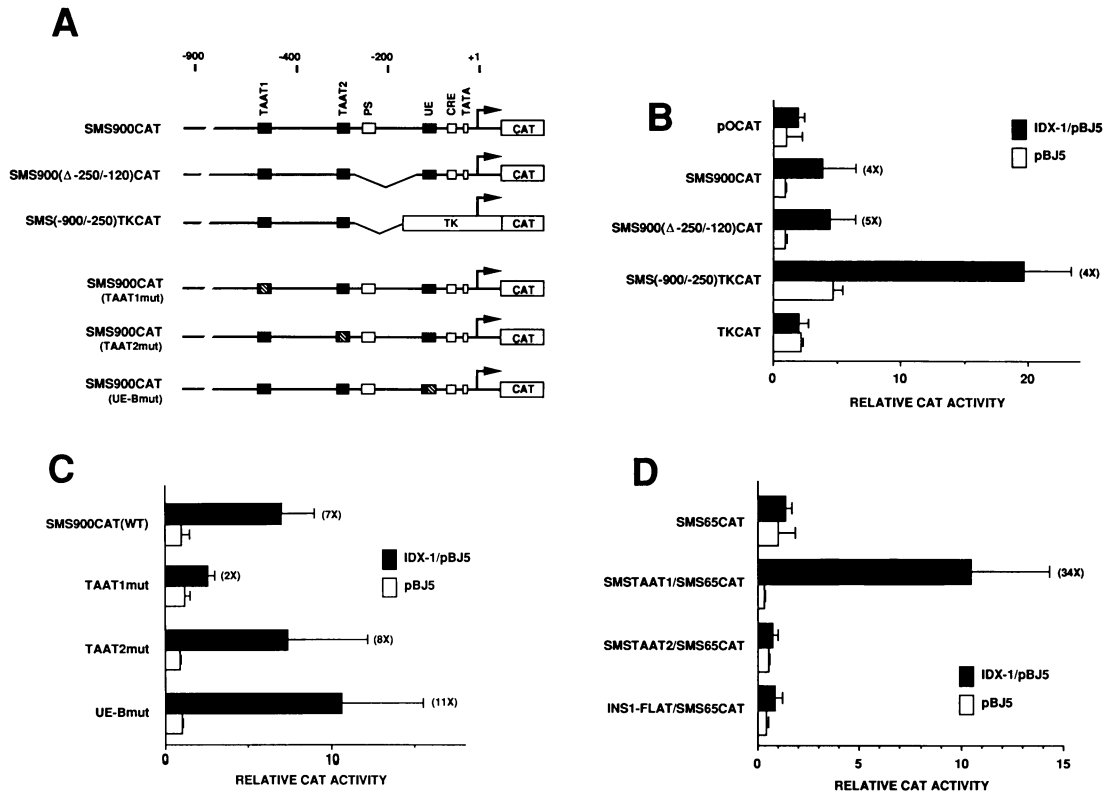 A
-900 -400 -200 +1
TAAT1 TAAT2 PS UE CRE TATA
SMS900CAT CAT
SMS900(Δ-250/-120)CAT CAT
SMS(-900/-250)TKCAT TK CAT
SMS900CAT CAT
(TAAT1mut)
SMS900CAT CAT
(TAAT2mut)
SMS900CAT CAT
(UE-Bmut)
B
pOCAT
SMS900CAT (4X)
SMS900(Δ-250/-120)CAT (5X)
SMS(-900/-250)TKCAT (4X)
TKCAT
IDX-1/pBJ5
pBJ5
0 10 20
RELATIVE CAT ACTIVITY
C
SMS900CAT(WT) (7X)
TAAT1mut (2X)
TAAT2mut (8X)
UE-Bmut (11X)
IDX-1/pBJ5
pBJ5
0 10
RELATIVE CAT ACTIVITY
D
SMS65CAT
SMSTAAT1/SMS65CAT (34X)
SMSTAAT2/SMS65CAT
INS1-FLAT/SMS65CAT
IDX-1/pBJ5
pBJ5
0 5 10 15
RELATIVE CAT ACTIVITY